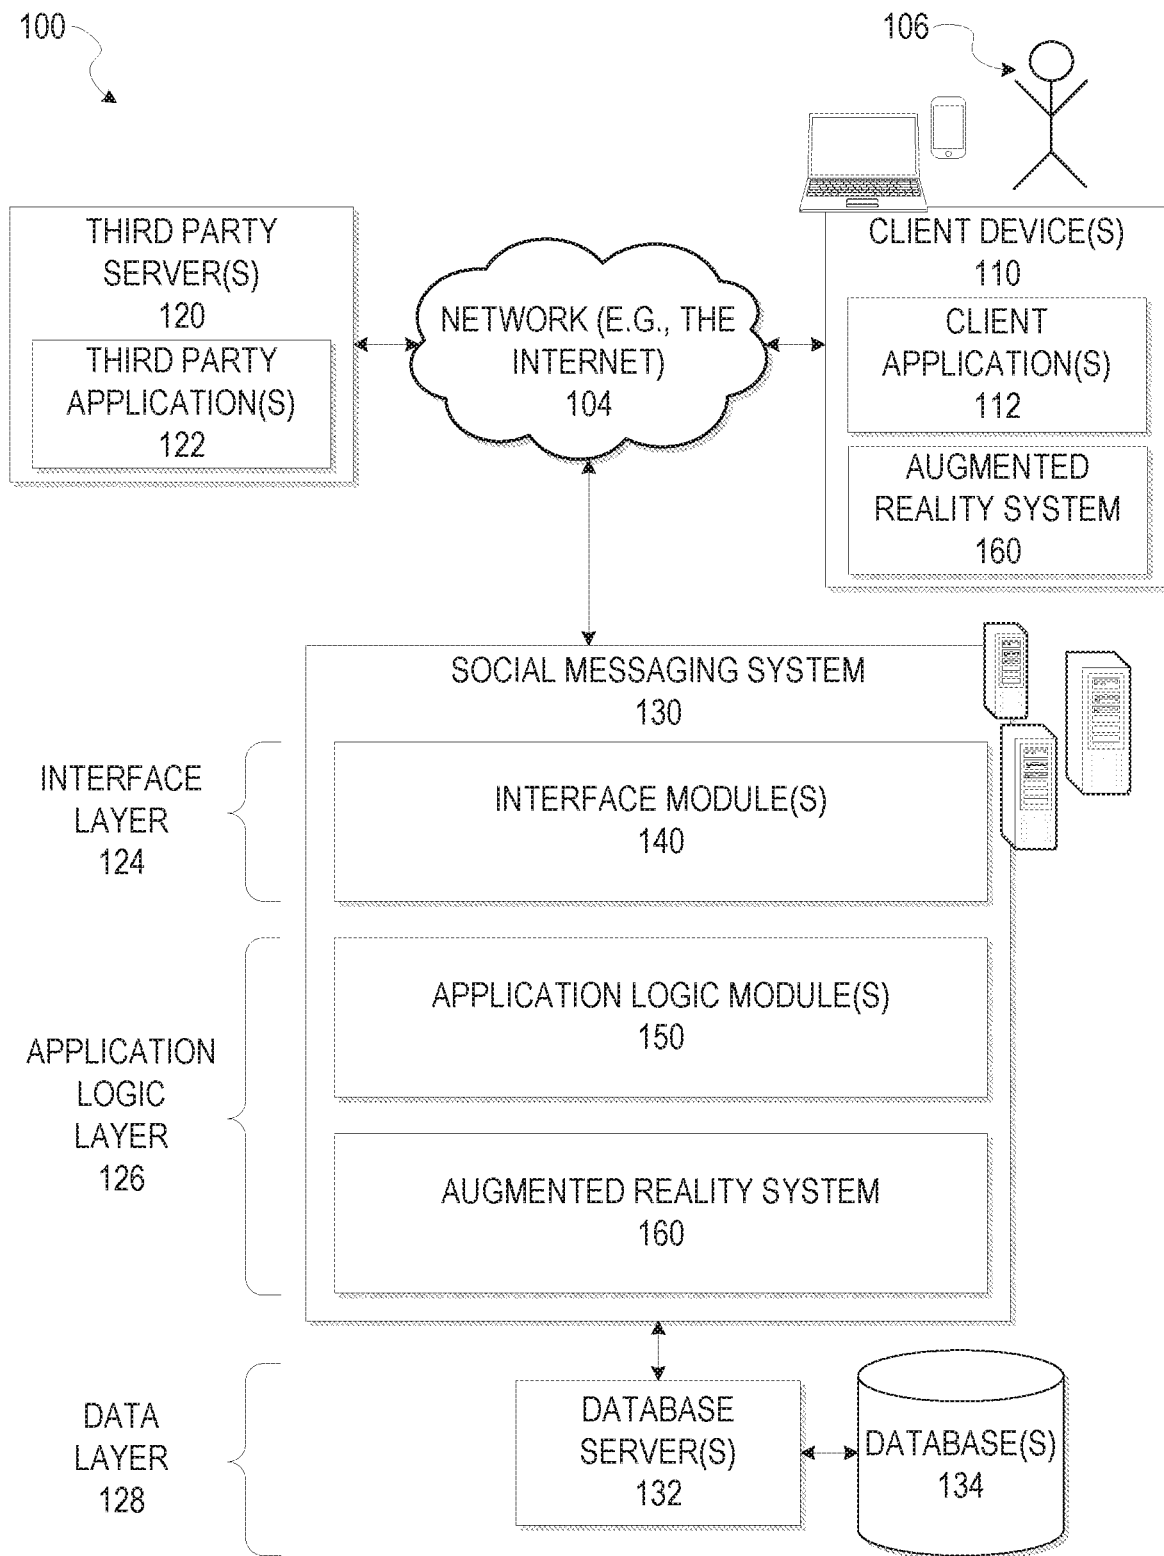 100
106
THIRD PARTY
SERVER(S)
120
THIRD PARTY
APPLICATION(S)
122
NETWORK (E.G., THE
INTERNET)
104
CLIENT DEVICE(S)
110
CLIENT
APPLICATION(S)
112
AUGMENTED
REALITY SYSTEM
160
SOCIAL MESSAGING SYSTEM
130
INTERFACE
LAYER
124
INTERFACE MODULE(S)
140
APPLICATION
LOGIC
LAYER
126
APPLICATION LOGIC MODULE(S)
150
AUGMENTED REALITY SYSTEM
160
DATA
LAYER
128
DATABASE
SERVER(S)
132
DATABASE(S)
134